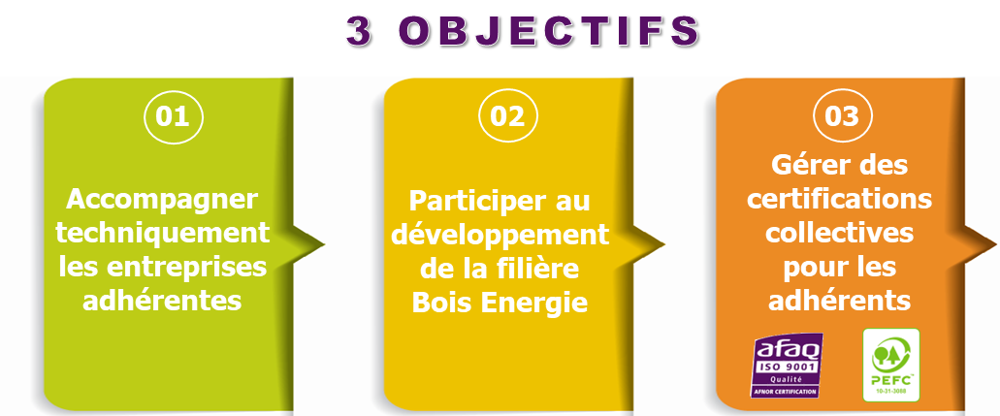 3 OBJECTIFS
01
Accompagner
techniquement
les entreprises
adhérentes
02
Participer au
développement
de la filière
Bois Energie
03
Gérer des
certifications
collectives
pour les
adhérents
afaq
ISO 9001
Qualité
AFNOR CERTIFICATION
PEFC™
10-31-3088